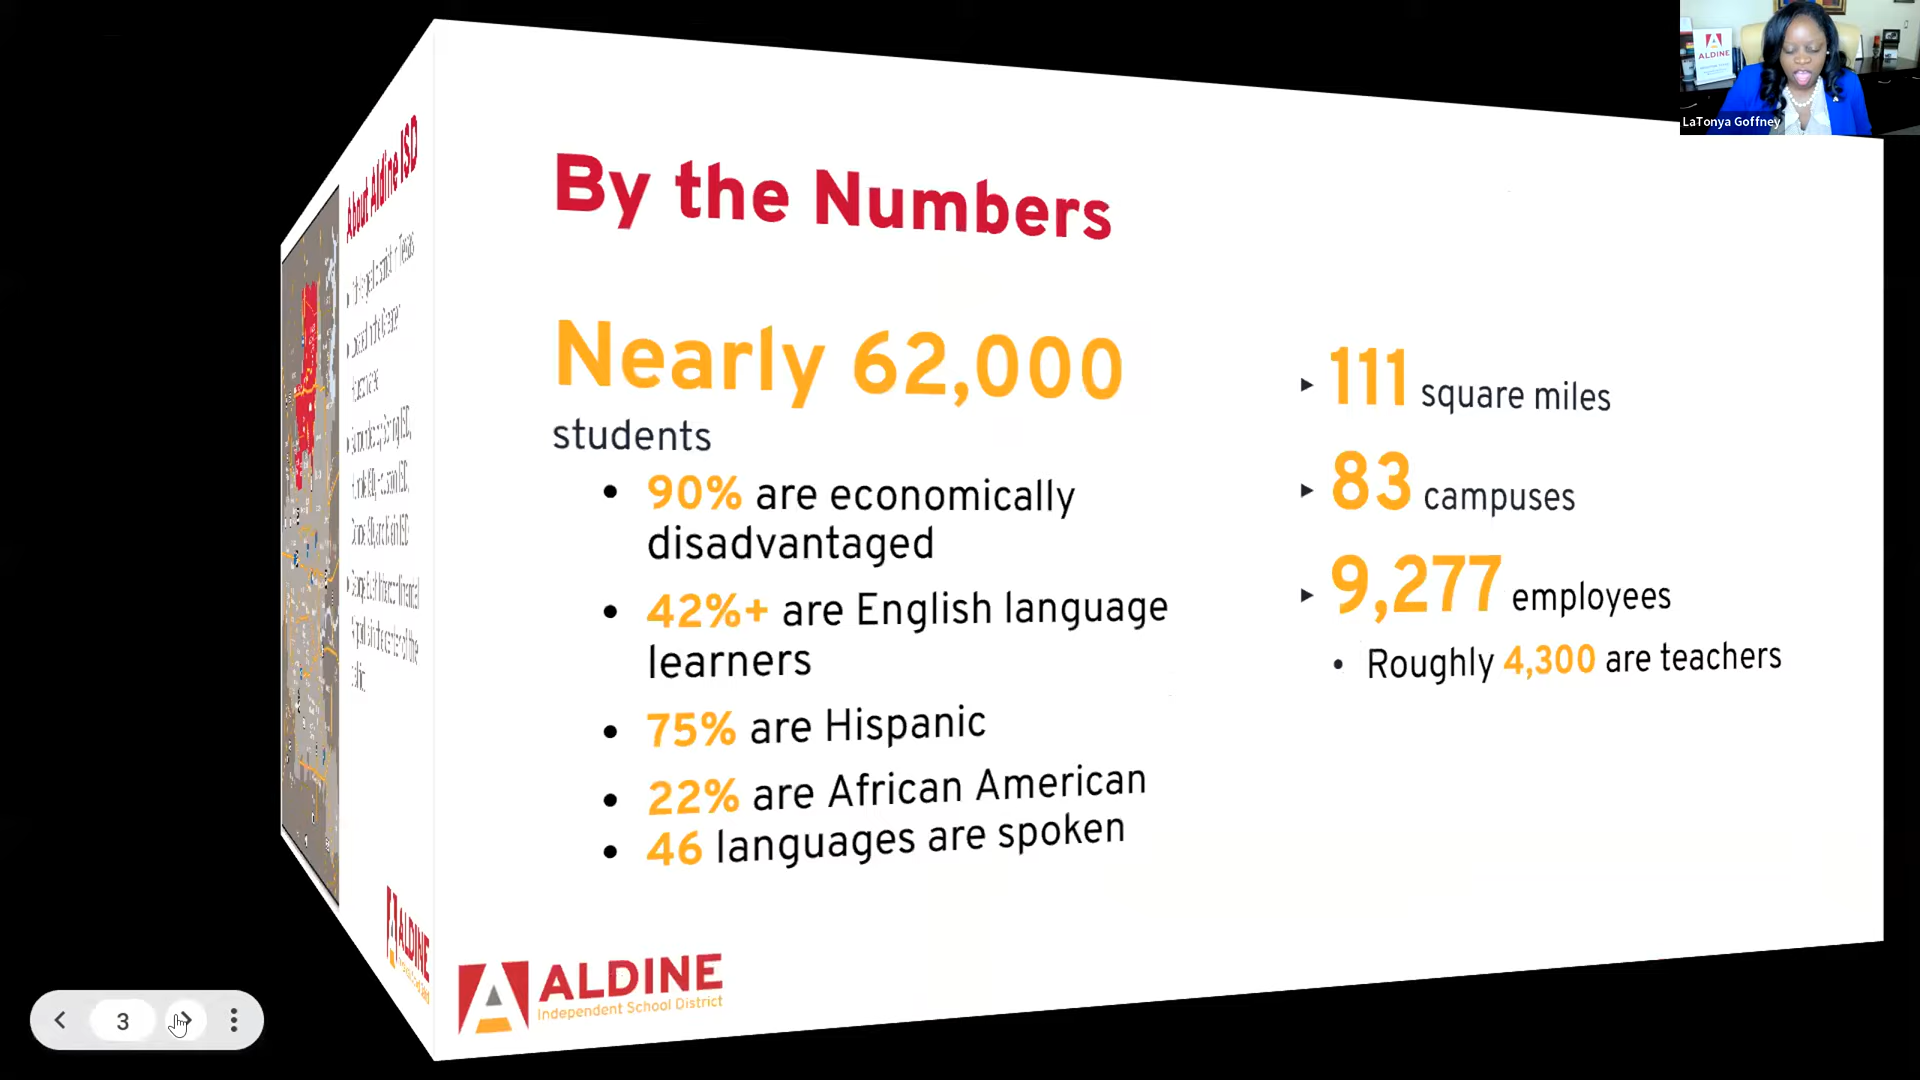 LaTonya Goffney
ALDINE
By the Numbers
Nearly 62,000
students
• 90% are economically
disadvantaged
• 42%+ are English language
learners
• 75% are Hispanic
• 22% are African American
• 46 languages are spoken
▸ 111 square miles
▸ 83 campuses
▸ 9,277 employees
• Roughly 4,300 are teachers
About Aldine ISD
ALDINE
ALDINE
Independent School District
3